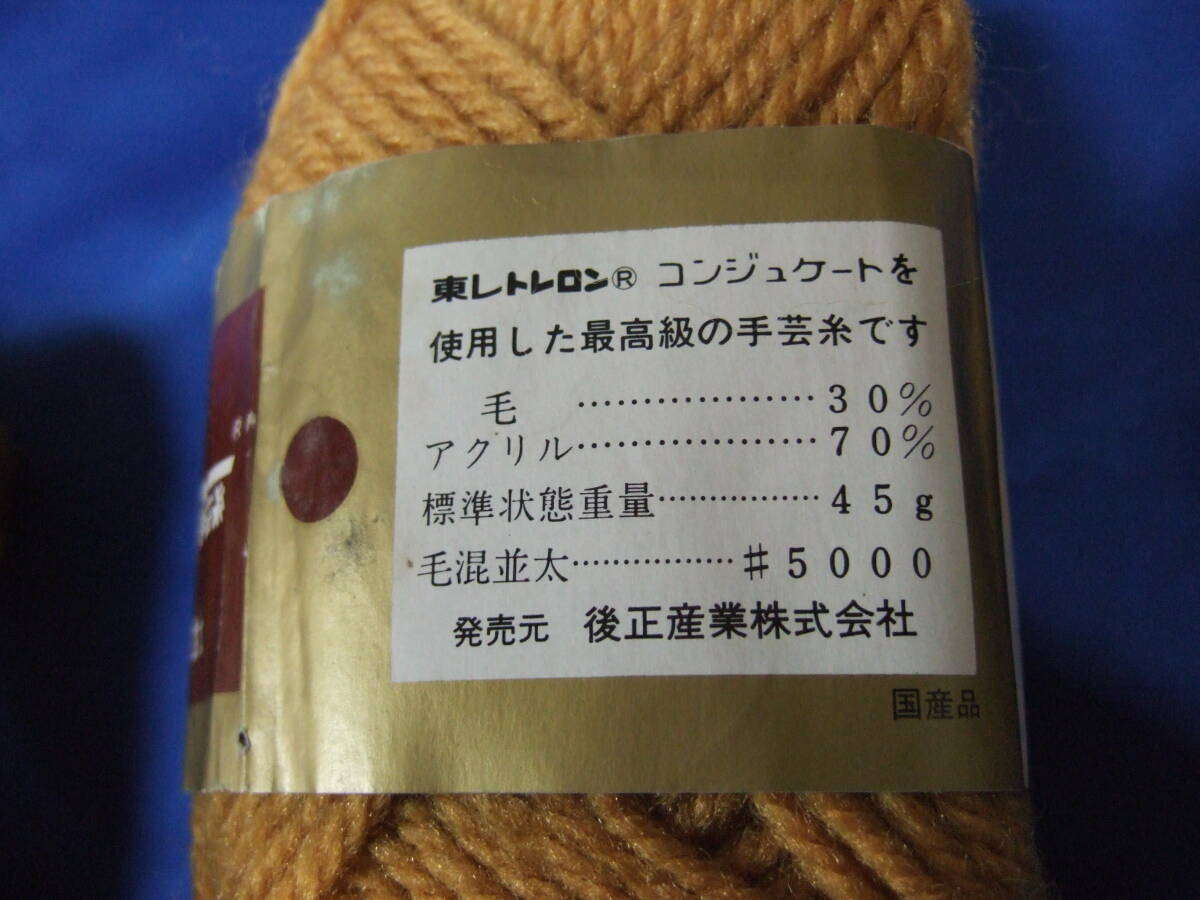 東レトレロン® コンジュケートを
使用した最高級の手芸糸です
毛 ··················30%
アクリル··················70%
標準状態重量···············45g
毛混並太···············♯5000
発売元 後正産業株式会社
国産品